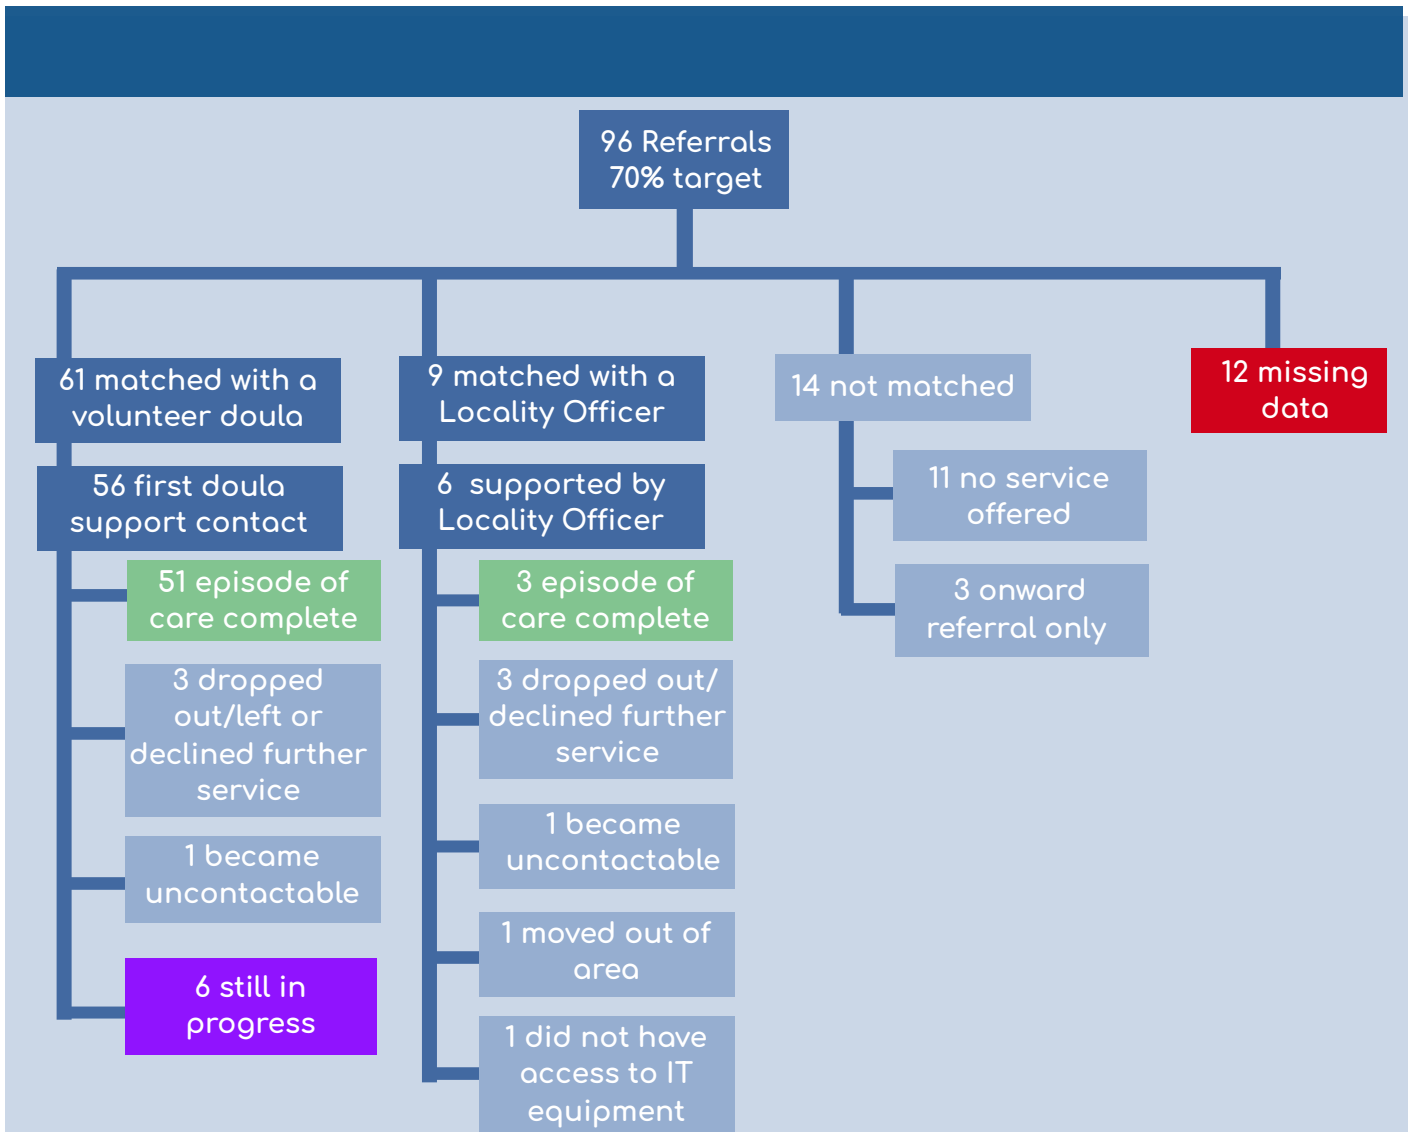 96 Referrals
70% target
61 matched with a
volunteer doula
56 first doula
support contact
51 episode of
care complete
3 dropped
out/left or
declined further
service
1 became
uncontactable
6 still in
progress
9 matched with a
Locality Officer
6 supported by
Locality Officer
3 episode of
care complete
3 dropped out/
declined further
service
1 became
uncontactable
1 moved out of
area
1 did not have
access to IT
equipment
14 not matched
11 no service
offered
3 onward
referral only
12 missing
data